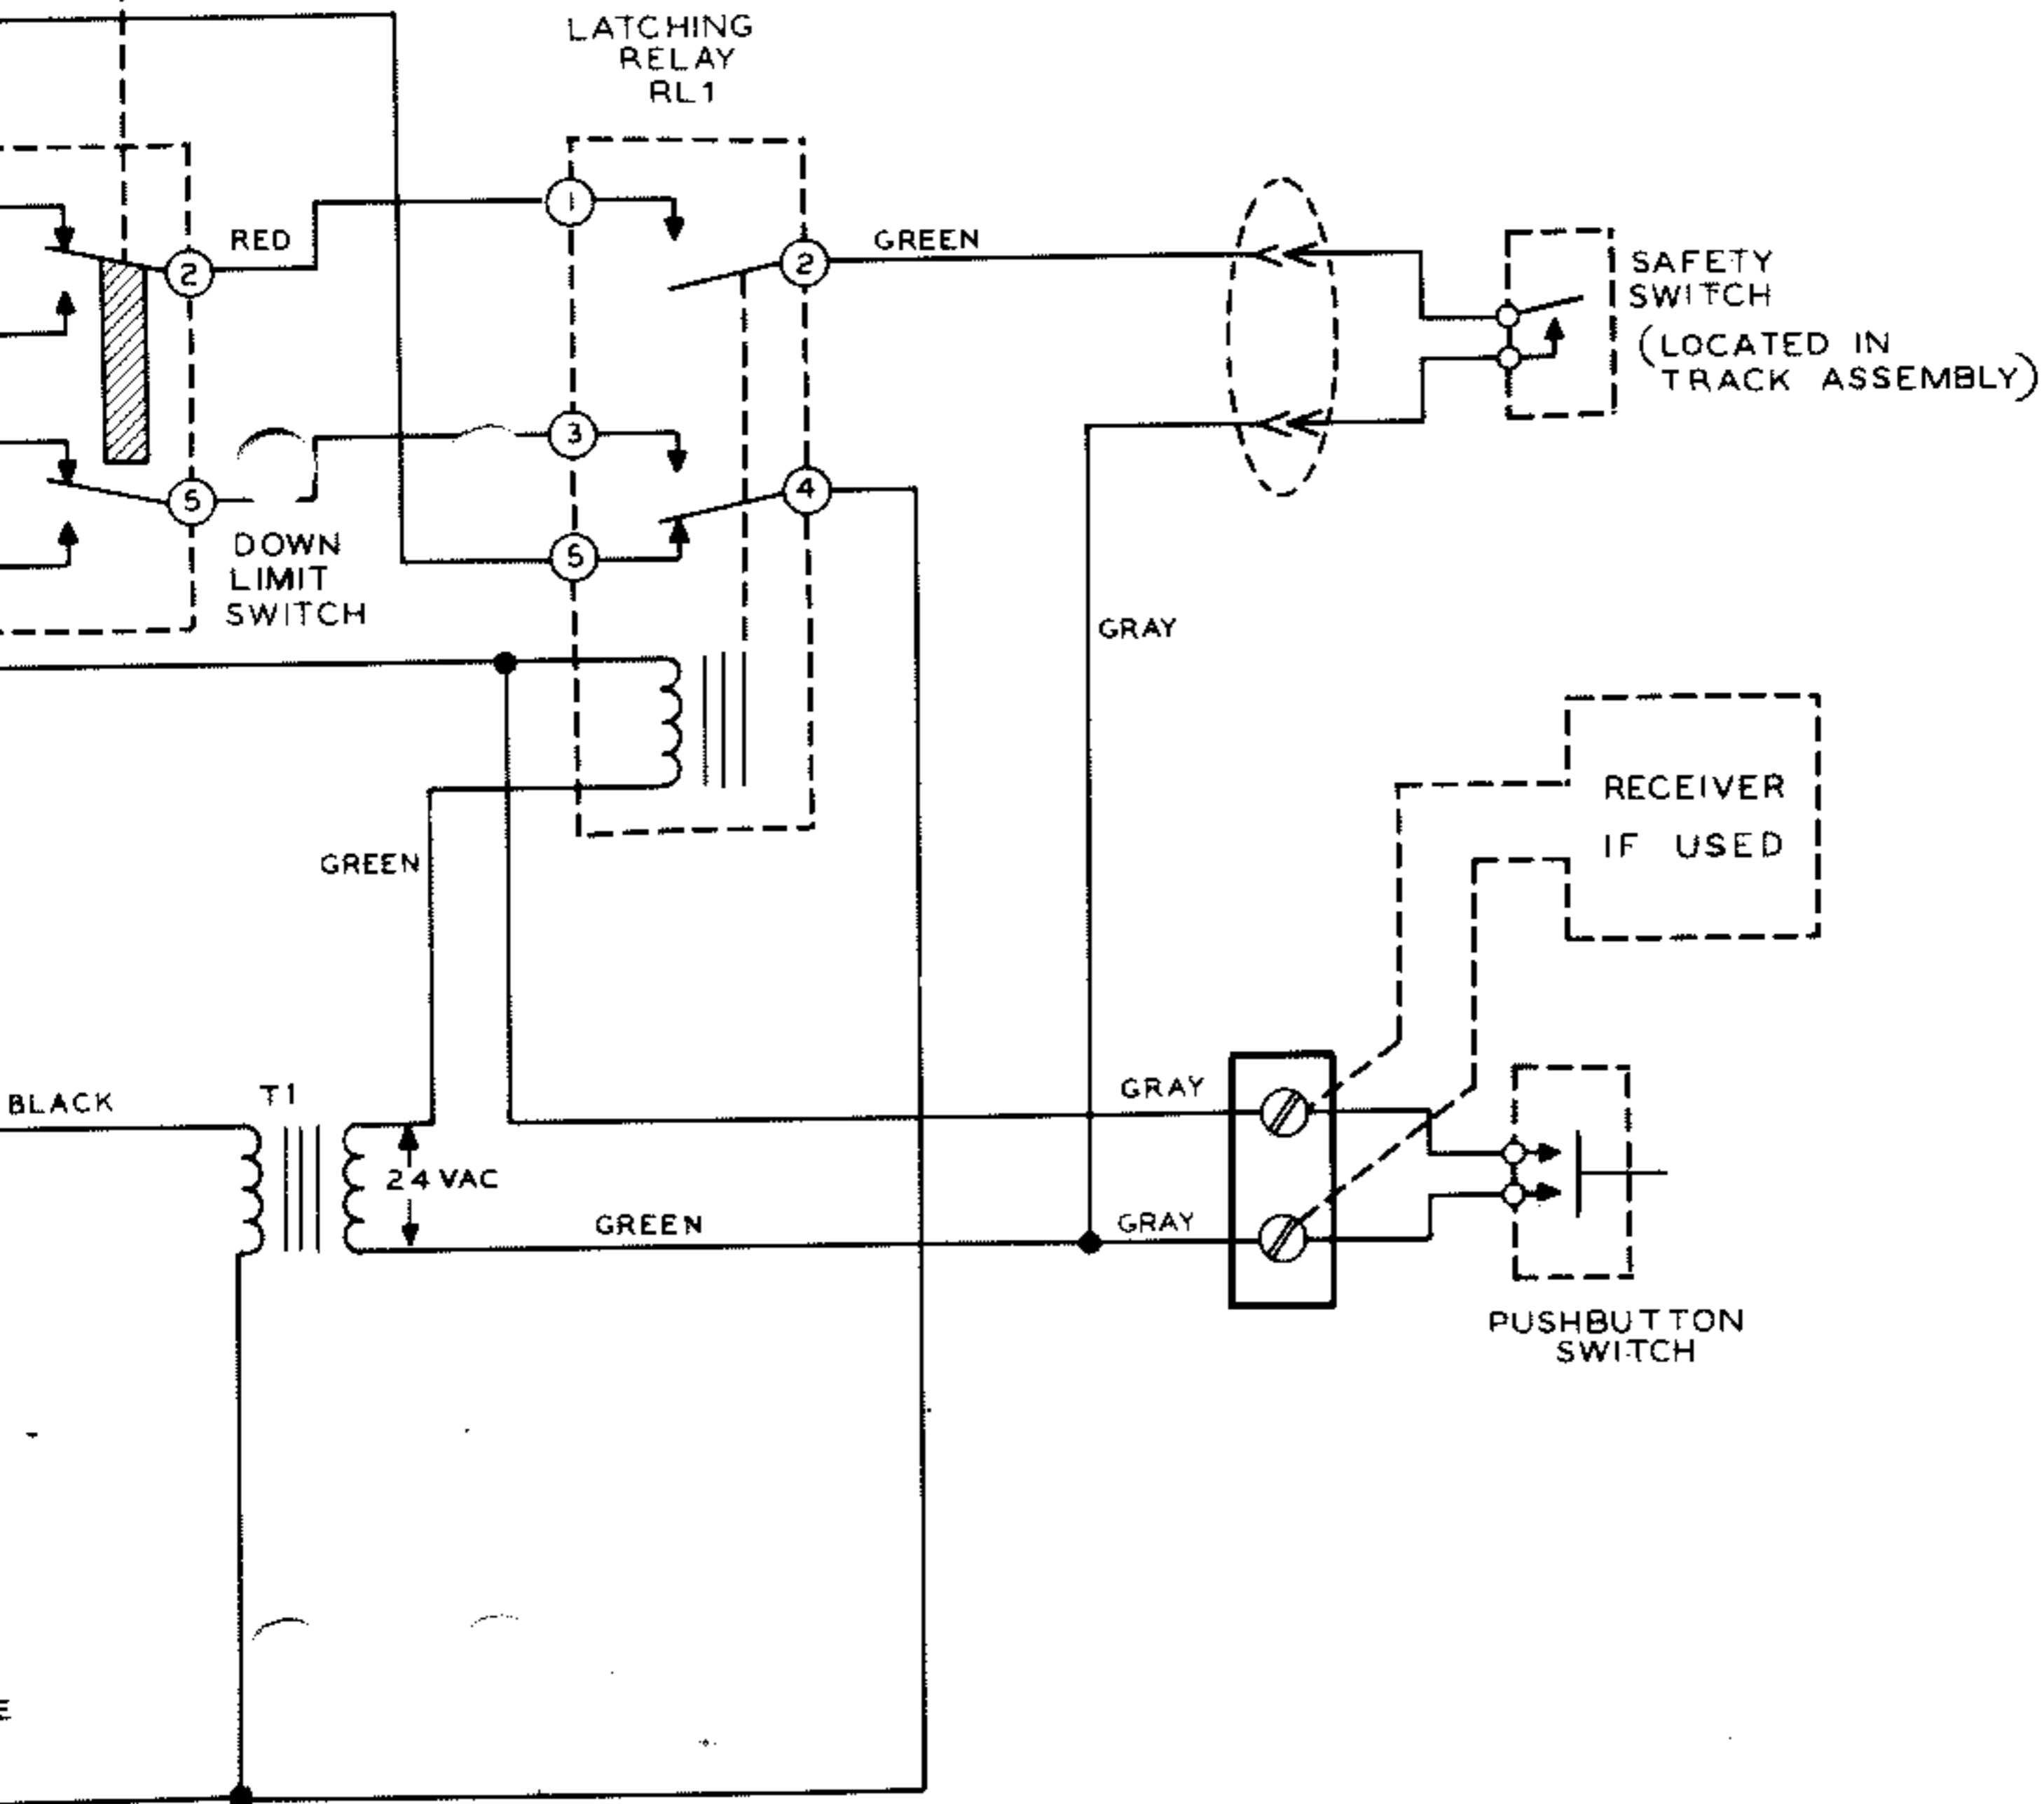 LATCHING
RELAY
RL1
1
2
RED
GREEN
2
SAFETY
SWITCH
(LOCATED IN
TRACK ASSEMBLY)
3
4
5
5
DOWN
LIMIT
SWITCH
GRAY
RECEIVER
IF USED
GREEN
BLACK
T1
GRAY
24 VAC
GREEN
GRAY
PUSHBUTTON
SWITCH
E